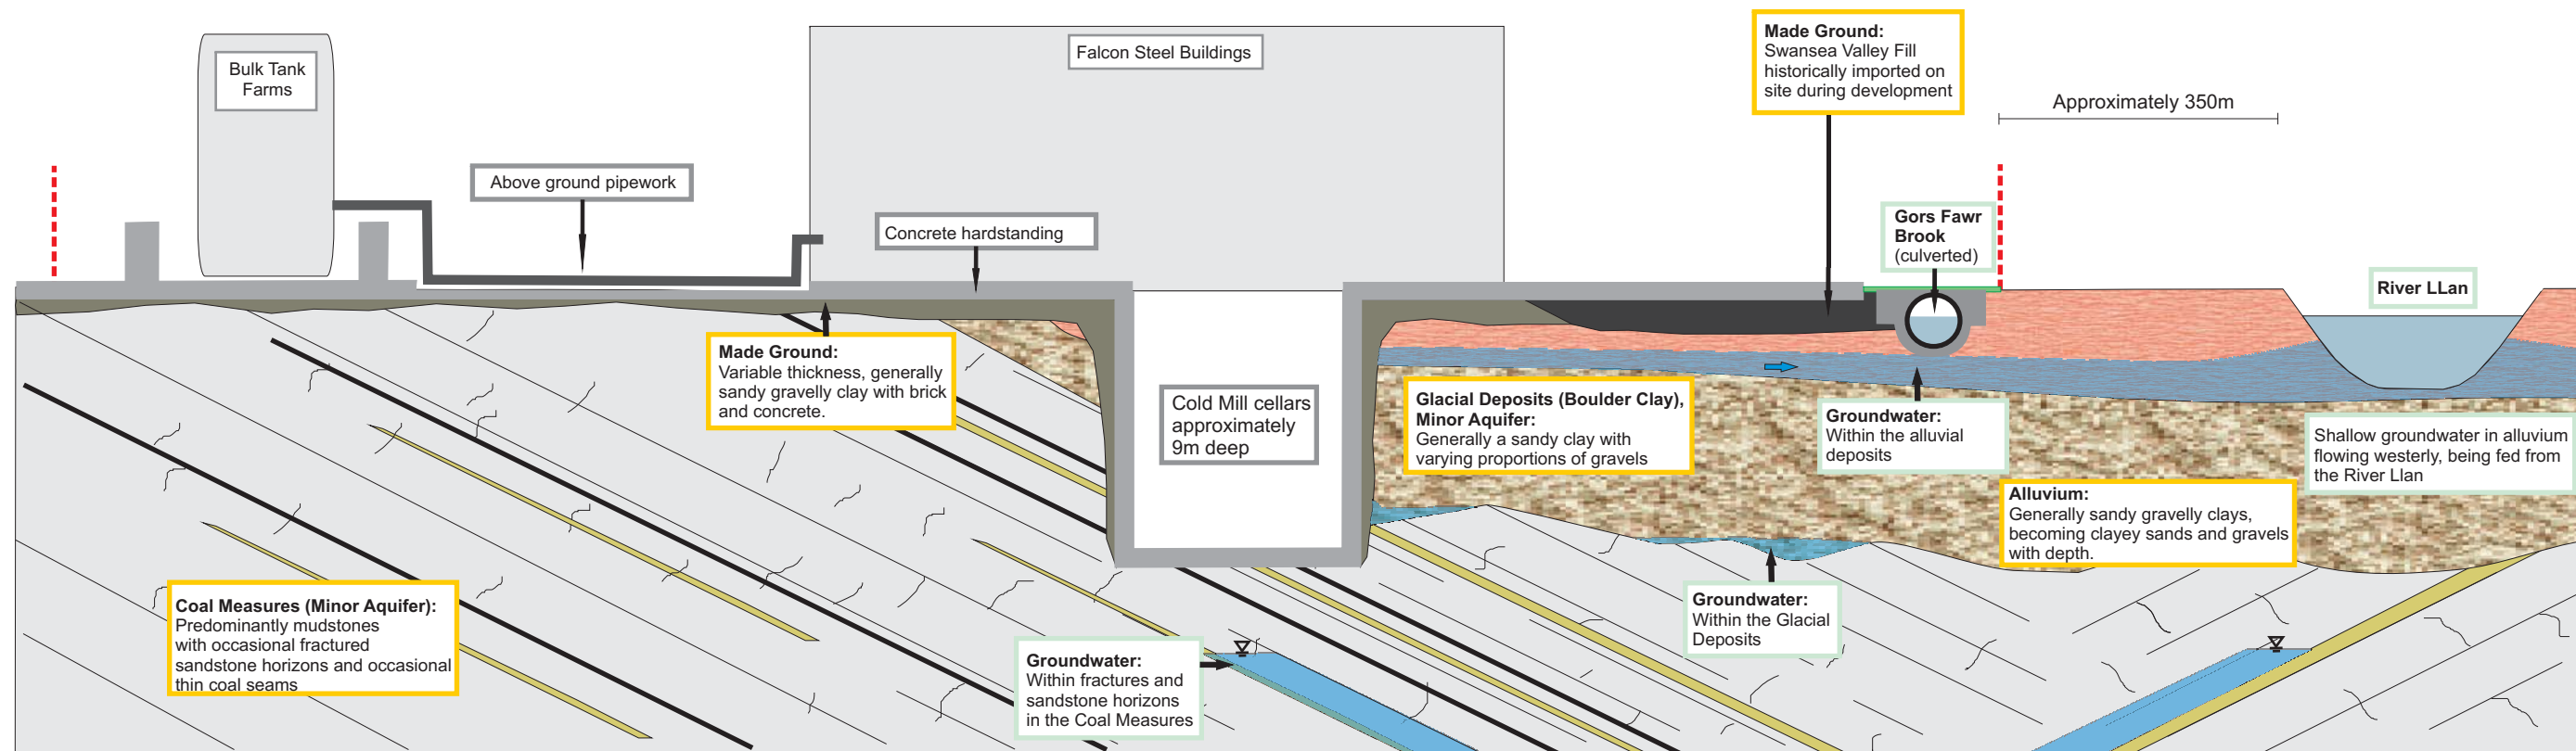 Bulk Tank
Farms
Above ground pipework
Falcon Steel Buildings
Concrete hardstanding
Made Ground:
Swansea Valley Fill
historically imported on
site during development
Approximately 350m
Gors Fawr
Brook
(culverted)
River LLan
Made Ground:
Variable thickness, generally
sandy gravelly clay with brick
and concrete.
Cold Mill cellars
approximately
9m deep
Glacial Deposits (Boulder Clay),
Minor Aquifer:
Generally a sandy clay with
varying proportions of gravels
Groundwater:
Within the alluvial
deposits
Shallow groundwater in alluvium
flowing westerly, being fed from
the River Llan
Alluvium:
Generally sandy gravelly clays,
becoming clayey sands and gravels
with depth.
Coal Measures (Minor Aquifer):
Predominantly mudstones
with occasional fractured
sandstone horizons and occasional
thin coal seams
Groundwater:
Within fractures and
sandstone horizons
in the Coal Measures
Groundwater:
Within the Glacial
Deposits